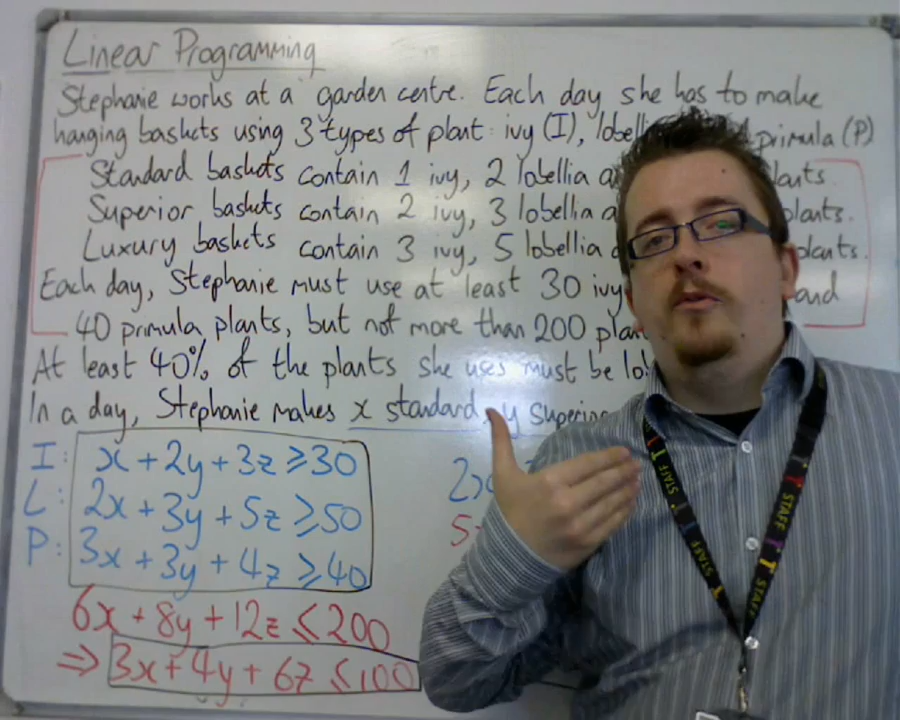 Linear Programming
Stephanie works at a garden centre. Each day she has to make
hanging baskets using 3 types of plant: ivy (I), primula (P)
Standard baskets contain 1 ivy, 2 lobellia plants.
Superior baskets contain 2 ivy, 3 lobellia plants.
Luxury baskets contain 3 ivy, 5 lobellia plants.
Each day, Stephanie must use at least 30 ivy and
40 primula plants, but not more than 200
At least 40% of the plants she uses must be
In a day, Stephanie makes x standard, y
I: x + 2y + 3z ≥ 30
L: 2x + 3y + 5z ≥ 50
P: 3x + 3y + 4z ≥ 40
6x + 8y + 12z ≤ 200
⇒ 3x + 4y + 6z ≤ 100
STAFF
STAFF
STAFF
STAFF
STAFF